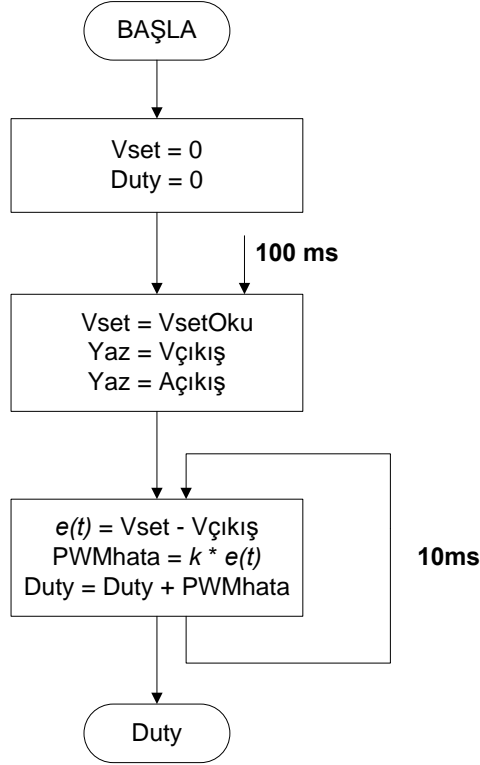 BAŞLA
Vset = 0
Duty = 0
100 ms
Vset = VsetOku
Yaz = Vçıkış
Yaz = Açıkış
e(t) = Vset - Vçıkış
PWMhata = k * e(t)
Duty = Duty + PWMhata
10ms
Duty